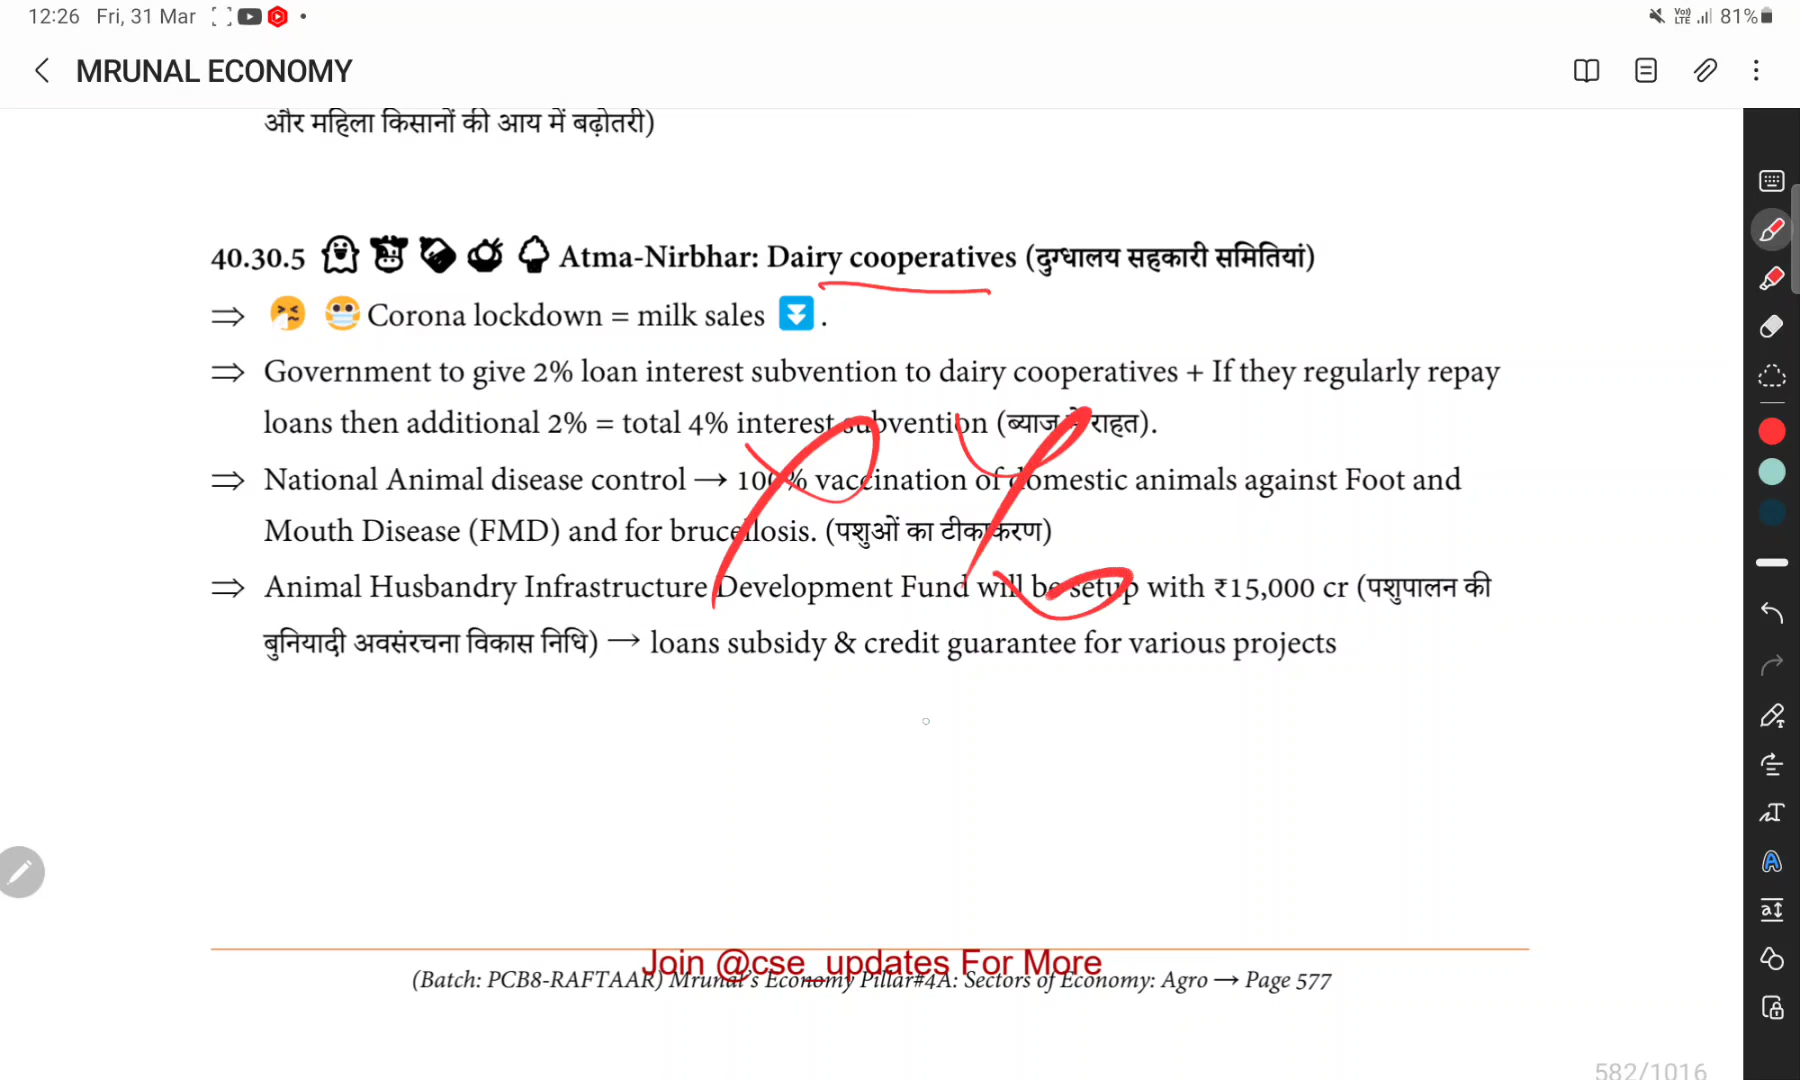 12:26 Fri, 31 Mar
81%
MRUNAL ECONOMY
और महिला किसानों की आय में बढ़ोतरी)
40.30.5 Atma-Nirbhar: Dairy cooperatives (दुग्धालय सहकारी समितियां)
⇒ 🤧 😷 Corona lockdown = milk sales ⏬ .
⇒ Government to give 2% loan interest subvention to dairy cooperatives + If they regularly repay
loans then additional 2% = total 4% interest subvention (ब्याज में राहत).
⇒ National Animal disease control → 100% vaccination of domestic animals against Foot and
Mouth Disease (FMD) and for brucellosis. (पशुओं का टीकाकरण)
⇒ Animal Husbandry Infrastructure Development Fund will be setup with ₹15,000 cr (पशुपालन की
बुनियादी अवसंरचना विकास निधि) → loans subsidy & credit guarantee for various projects
Join @cse_updates For More
(Batch: PCB8-RAFTAAR) Mrunal's Economy Pillar#4A: Sectors of Economy: Agro → Page 577
582/1016